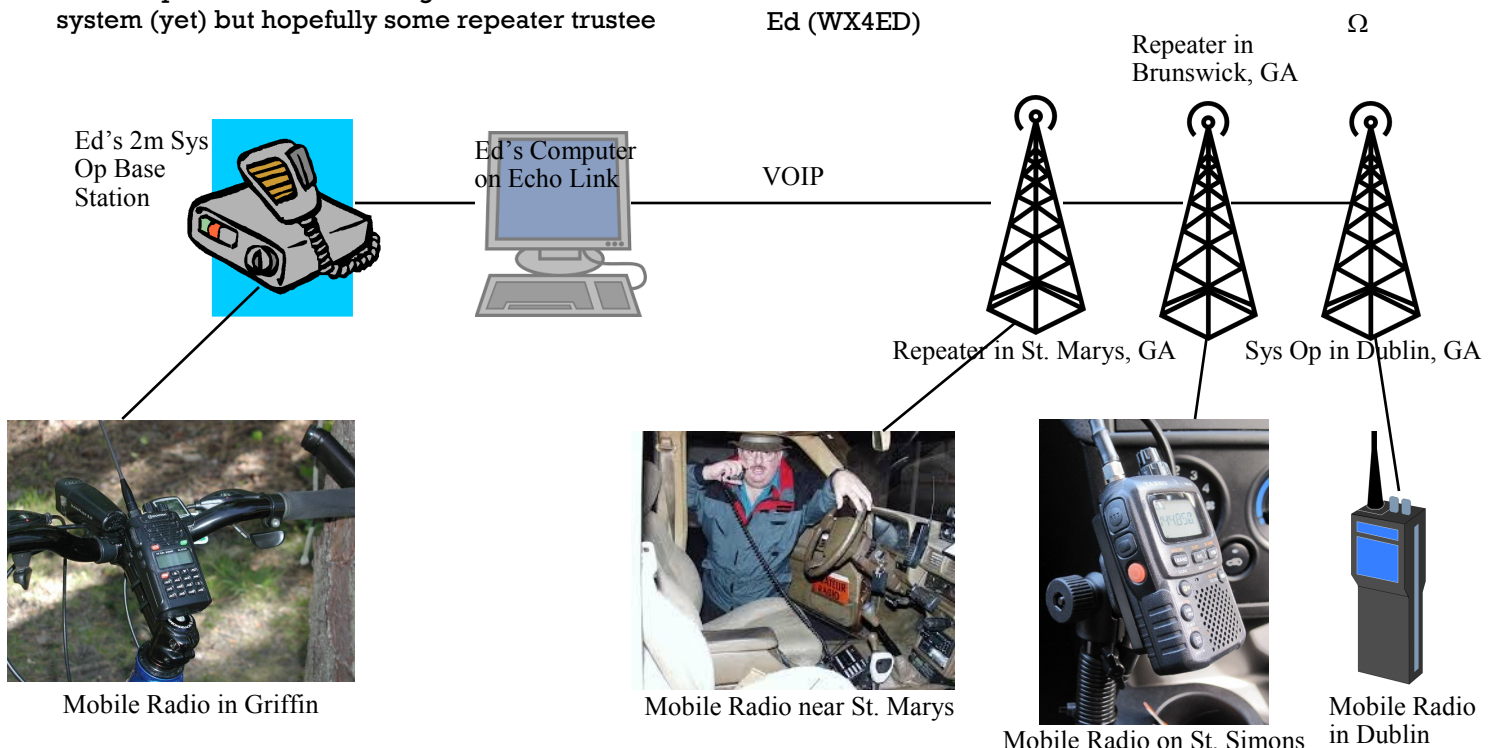 system (yet) but hopefully some repeater trustee
Ed (WX4ED)
Ω
Repeater in
Brunswick, GA
Ed’s 2m Sys
Op Base
Station
Ed’s Computer
on Echo Link
VOIP
Repeater in St. Marys, GA
Sys Op in Dublin, GA
AMATEUR
RADIO
Mobile Radio in Griffin
Mobile Radio near St. Marys
Mobile Radio on St. Simons
Mobile Radio
in Dublin